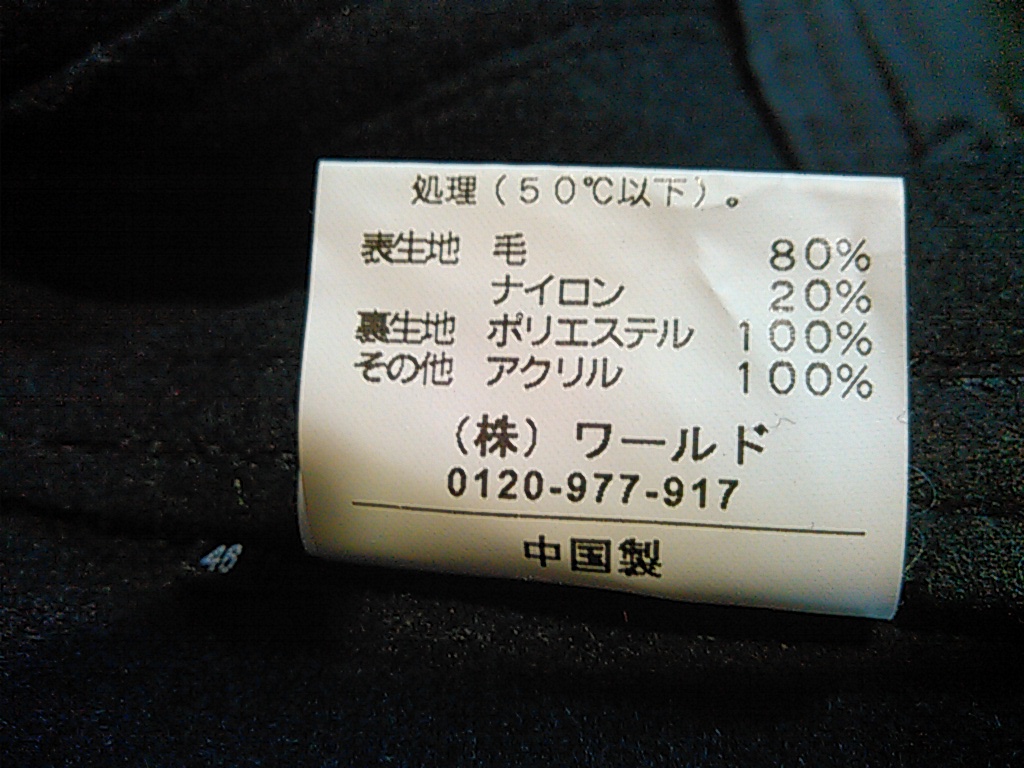 処理（５０℃以下）。
表生地 毛 ８０％
ナイロン ２０％
裏生地 ポリエステル １００％
その他 アクリル １００％
（株）ワールド
0120-977-917
中国製
46